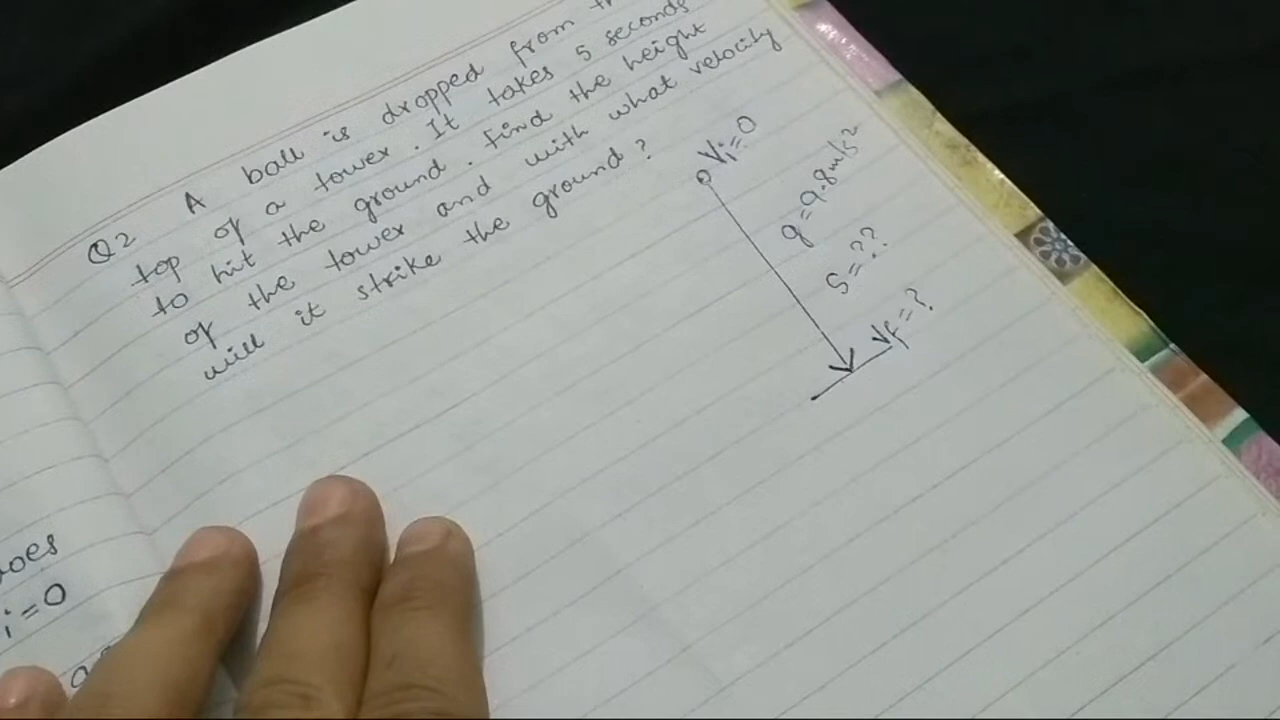 Q2 A ball is dropped from
top of a tower. It takes 5 seconds
to hit the ground. Find the height
of the tower and with what velocity
will it strike the ground?
Vi=0
g=9.8m/s²
S=??
Vf=?
i=0